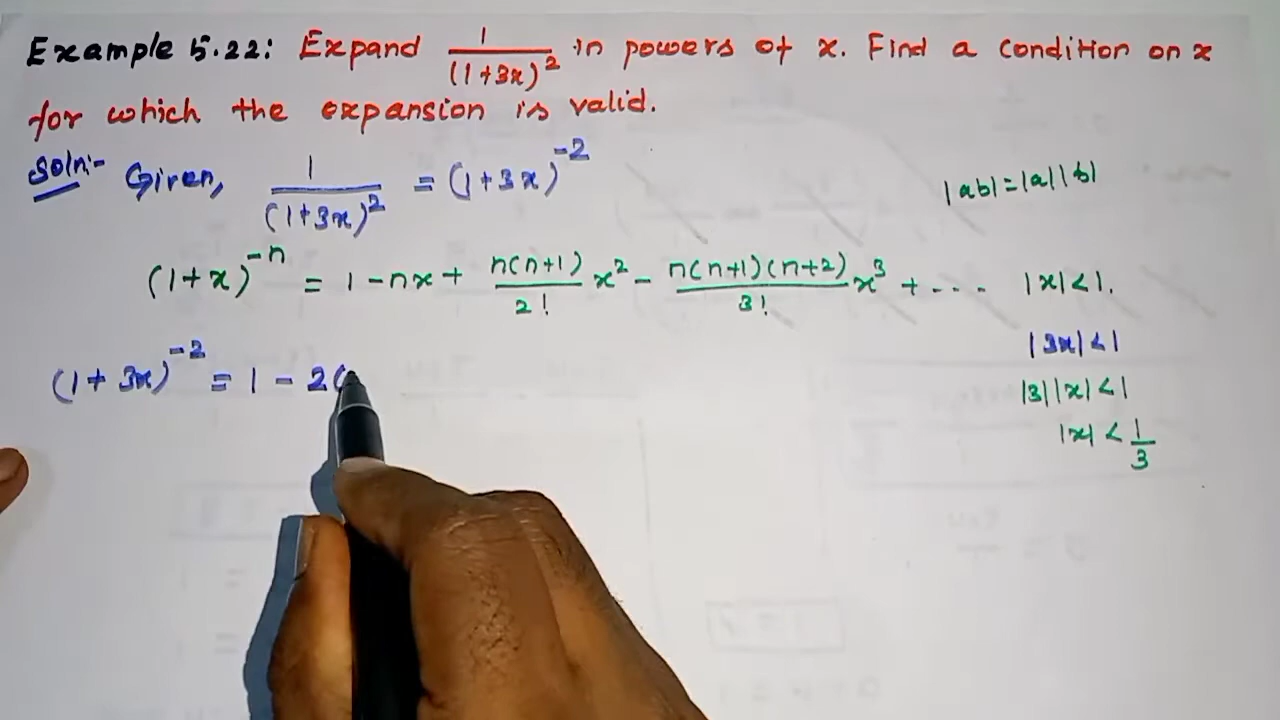 Example 5.22: Expand 1/(1+3x)² in powers of x. Find a condition on x
for which the expansion is valid.
Soln:- Given, 1/(1+3x)² = (1+3x)⁻²
|ab|=|a||b|
(1+x)⁻ⁿ = 1-nx+ n(n+1)/2! x² - n(n+1)(n+2)/3! x³ + ... |x|<1.
|3x|<1
(1+3x)⁻² = 1-2(
|3||x|<1
|x|<1/3